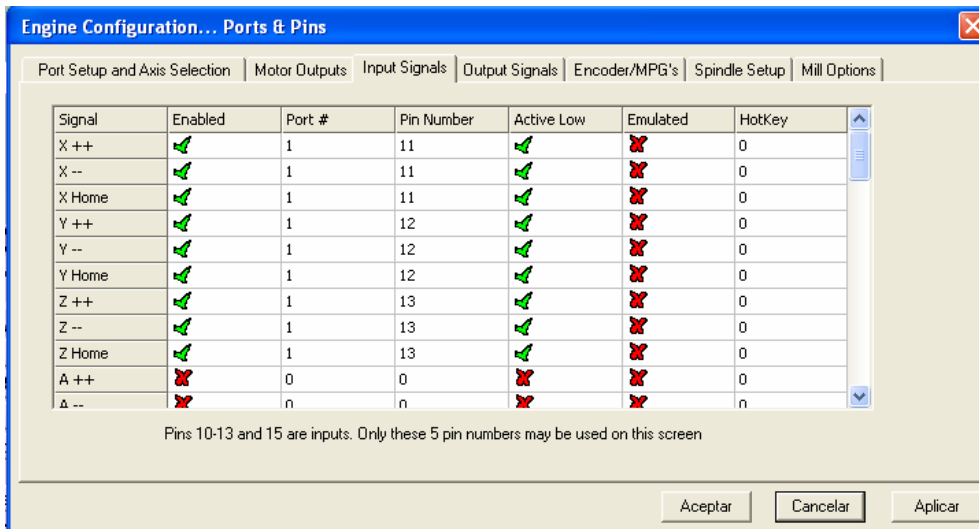 Engine Configuration... Ports & Pins
Port Setup and Axis Selection Motor Outputs Input Signals Output Signals Encoder/MPG's Spindle Setup Mill Options
Signal Enabled Port # Pin Number Active Low Emulated HotKey
X ++ 1 11 0
X -- 1 11 0
X Home 1 11 0
Y ++ 1 12 0
Y -- 1 12 0
Y Home 1 12 0
Z ++ 1 13 0
Z -- 1 13 0
Z Home 1 13 0
A ++ 0 0 0
A -- 0 0 0
Pins 10-13 and 15 are inputs. Only these 5 pin numbers may be used on this screen
Aceptar Cancelar Aplicar